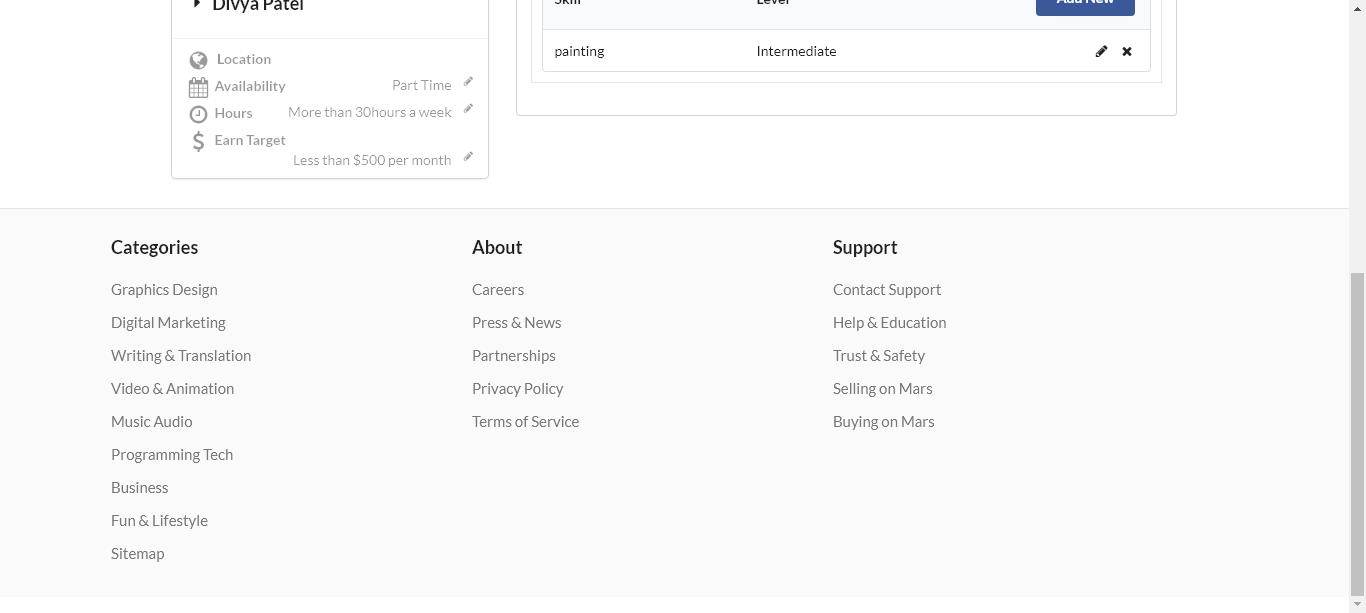 Divya Patel
Location
Availability Part Time
Hours More than 30hours a week
Earn Target
Less than $500 per month
Skill Level Add New
painting Intermediate
Categories
Graphics Design
Digital Marketing
Writing & Translation
Video & Animation
Music Audio
Programming Tech
Business
Fun & Lifestyle
Sitemap
About
Careers
Press & News
Partnerships
Privacy Policy
Terms of Service
Support
Contact Support
Help & Education
Trust & Safety
Selling on Mars
Buying on Mars